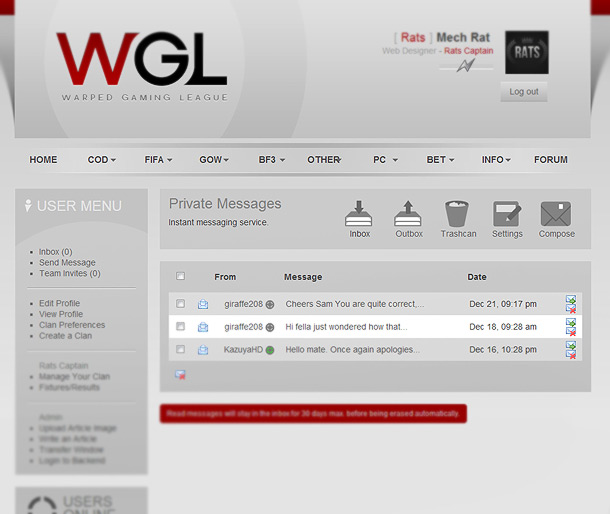 WGL
WARPED GAMING LEAGUE
[ Rats ] Mech Rat
Web Designer - Rats Captain
RATS
Log out
HOME COD FIFA GOW BF3 OTHER PC BET INFO FORUM
USER MENU
Inbox (0)
Send Message
Team Invites (0)
Edit Profile
View Profile
Clan Preferences
Create a Clan
Rats Captain
Manage Your Clan
Fixtures/Results
Admin
Upload Article Image
Write an Article
Transfer Window
Login to Backend
USERS
ONLINE
Private Messages
Instant messaging service.
Inbox Outbox Trashcan Settings Compose
From Message Date
giraffe208 Cheers Sam You are quite correct,... Dec 21, 09:17 pm
giraffe208 Hi fella just wondered how that... Dec 18, 09:28 am
KazuyaHD Hello mate. Once again apologies... Dec 16, 10:28 pm
Read messages will stay in the inbox for 30 days max. before being erased automatically.